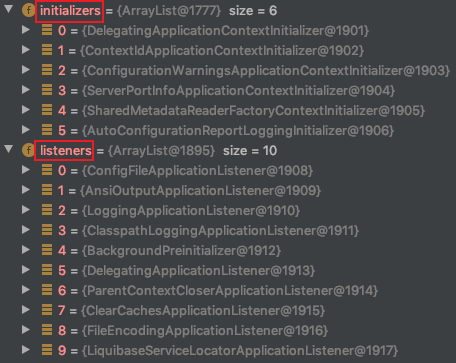 f initializers = {ArrayList@1777} size = 6
0 = {DelegatingApplicationContextInitializer@1901}
1 = {ContextIdApplicationContextInitializer@1902}
2 = {ConfigurationWarningsApplicationContextInitializer@1903}
3 = {ServerPortInfoApplicationContextInitializer@1904}
4 = {SharedMetadataReaderFactoryContextInitializer@1905}
5 = {AutoConfigurationReportLoggingInitializer@1906}
f listeners = {ArrayList@1895} size = 10
0 = {ConfigFileApplicationListener@1908}
1 = {AnsiOutputApplicationListener@1909}
2 = {LoggingApplicationListener@1910}
3 = {ClasspathLoggingApplicationListener@1911}
4 = {BackgroundPreinitializer@1912}
5 = {DelegatingApplicationListener@1913}
6 = {ParentContextCloserApplicationListener@1914}
7 = {ClearCachesApplicationListener@1915}
8 = {FileEncodingApplicationListener@1916}
9 = {LiquibaseServiceLocatorApplicationListener@1917}